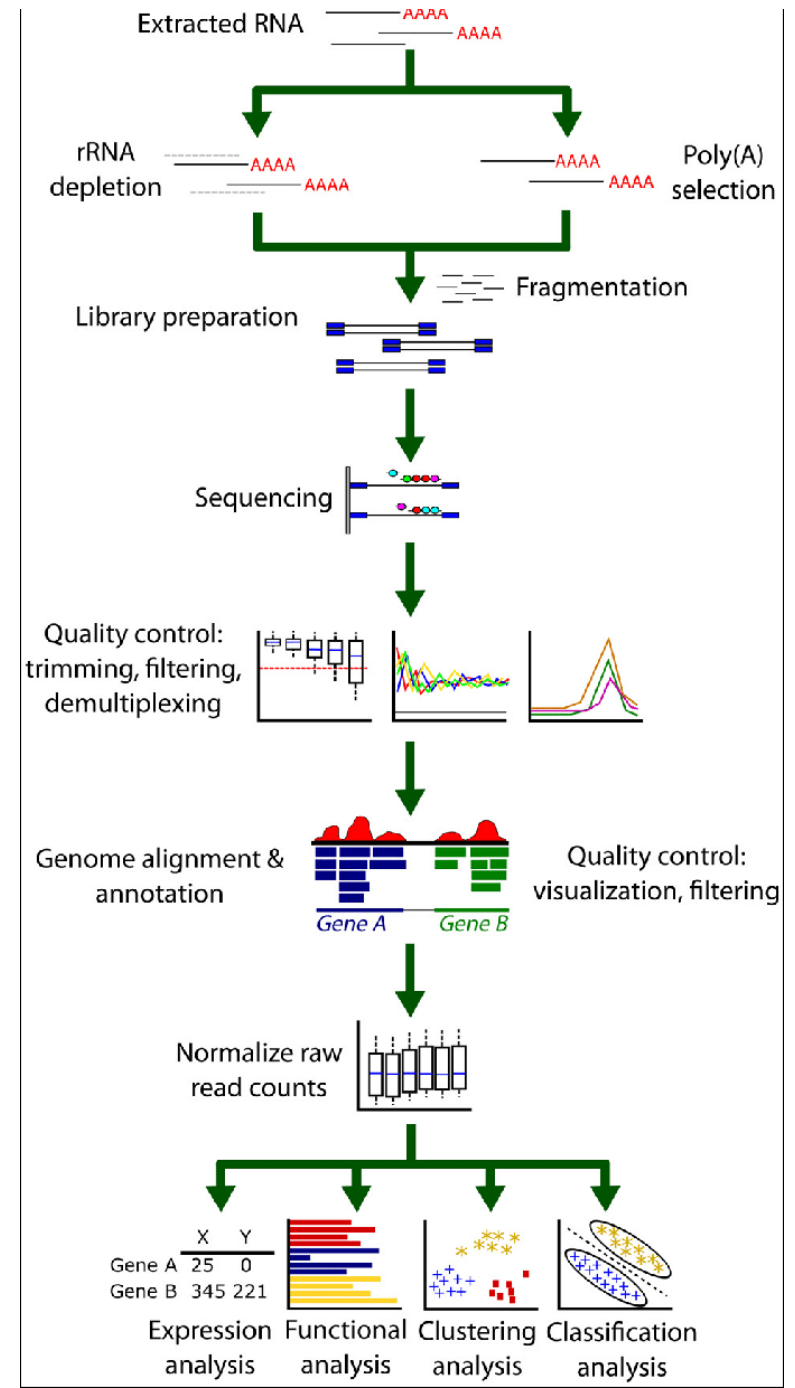 Extracted RNA
AAAA
AAAA
rRNA
depletion
AAAA
AAAA
AAAA
AAAA
Poly(A)
selection
Fragmentation
Library preparation
Sequencing
Quality control:
trimming, filtering,
demultiplexing
Genome alignment &
annotation
Gene A
Gene B
Quality control:
visualization, filtering
Normalize raw
read counts
X Y
Gene A 25 0
Gene B 345 221
Expression
analysis
Functional
analysis
Clustering
analysis
Classification
analysis